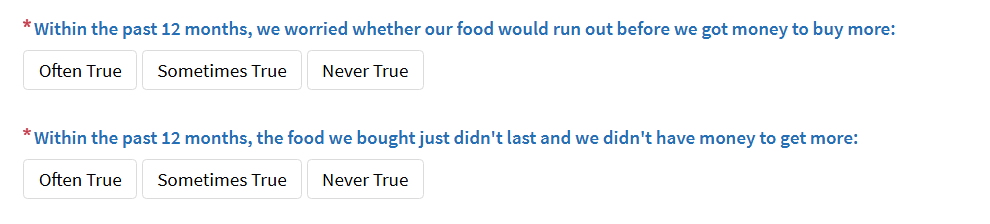 *Within the past 12 months, we worried whether our food would run out before we got money to buy more:
Often True Sometimes True Never True
*Within the past 12 months, the food we bought just didn't last and we didn't have money to get more:
Often True Sometimes True Never True